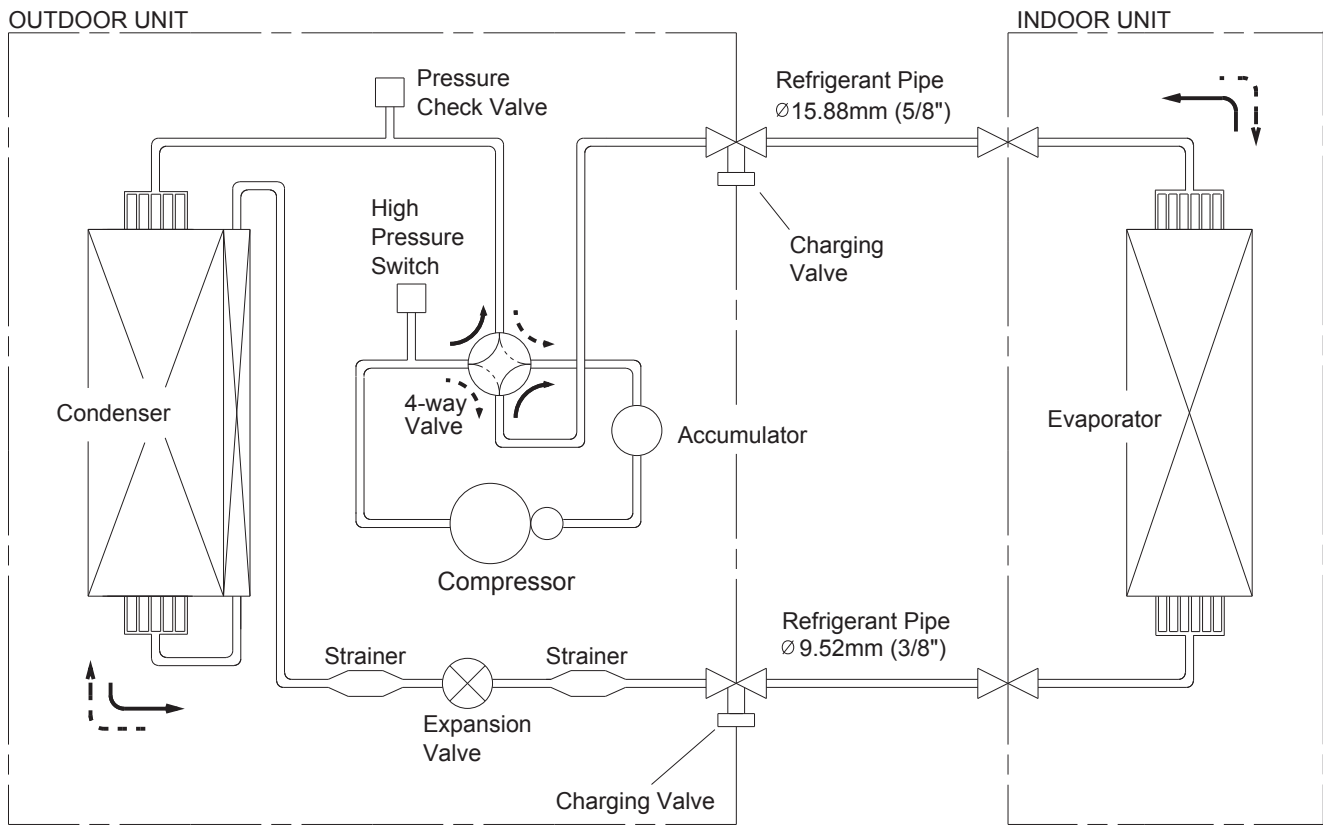 OUTDOOR UNIT
INDOOR UNIT
Pressure
Check Valve
Refrigerant Pipe
∅15.88mm (5/8")
High
Pressure
Switch
Charging
Valve
Condenser
4-way
Valve
Accumulator
Evaporator
Compressor
Refrigerant Pipe
∅ 9.52mm (3/8")
Strainer
Strainer
Expansion
Valve
Charging Valve